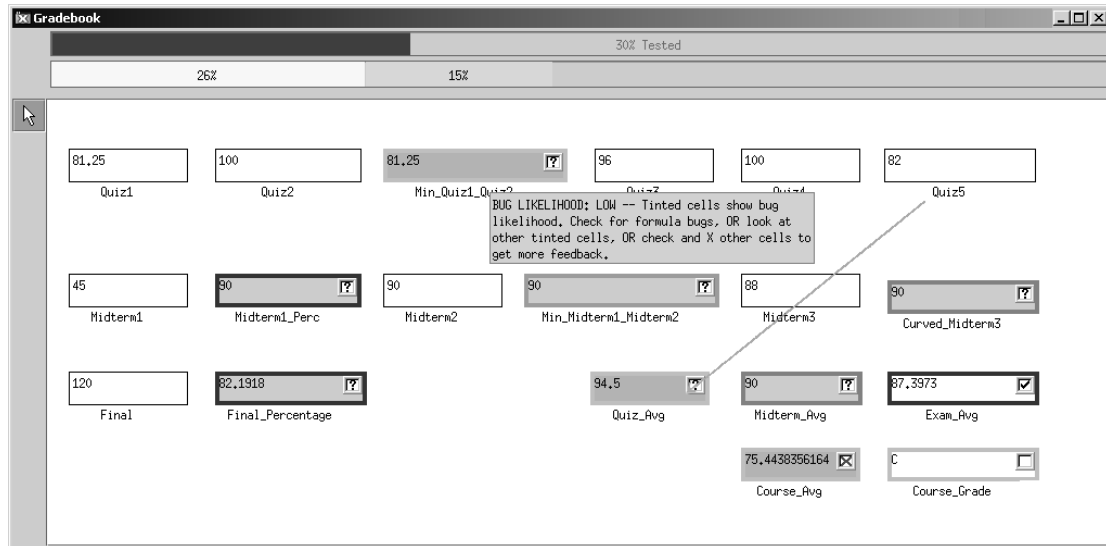 Gradebook
30% Tested
26% 15%
81.25 100 81.25 ? 96 100 82
Quiz1 Quiz2 Min_Quiz1_Quiz2 Quiz3 Quiz4 Quiz5
BUG LIKELIHOOD: LOW -- Tinted cells show bug
likelihood. Check for formula bugs, OR look at
other tinted cells, OR check and X other cells to
get more feedback.
45 90 ? 90 90 ? 88 90 ?
Midterm1 Midterm1_Perc Midterm2 Min_Midterm1_Midterm2 Midterm3 Curved_Midterm3
120 82.1918 ? 94.5 ? 90 ? 87.3973
Final Final_Percentage Quiz_Avg Midterm_Avg Exam_Avg
75.4438356164 C
Course_Avg Course_Grade